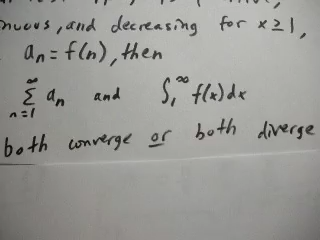 nuous, and decreasing for x ≥ 1,
aₙ = f(n), then
∞
Σ aₙ and ∫₁^∞ f(x)dx
n=1
both converge or both diverge